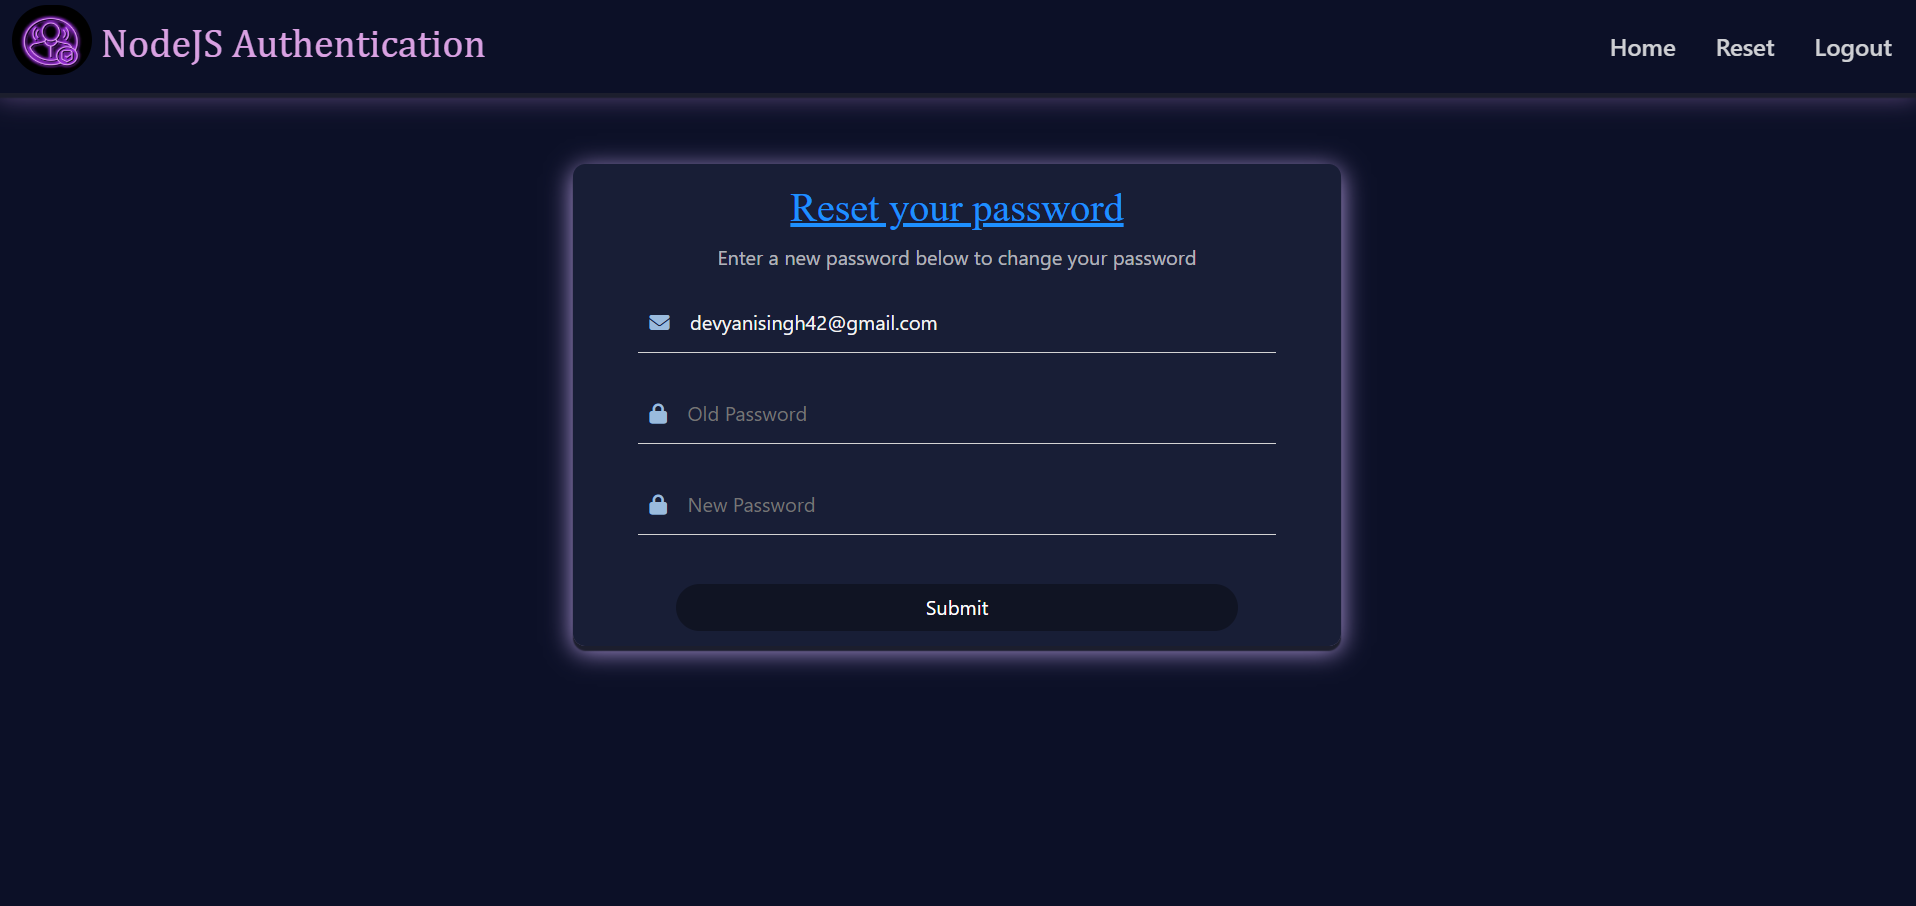 NodeJS Authentication
Home Reset Logout
Reset your password
Enter a new password below to change your password
devyanisingh42@gmail.com
Old Password
New Password
Submit